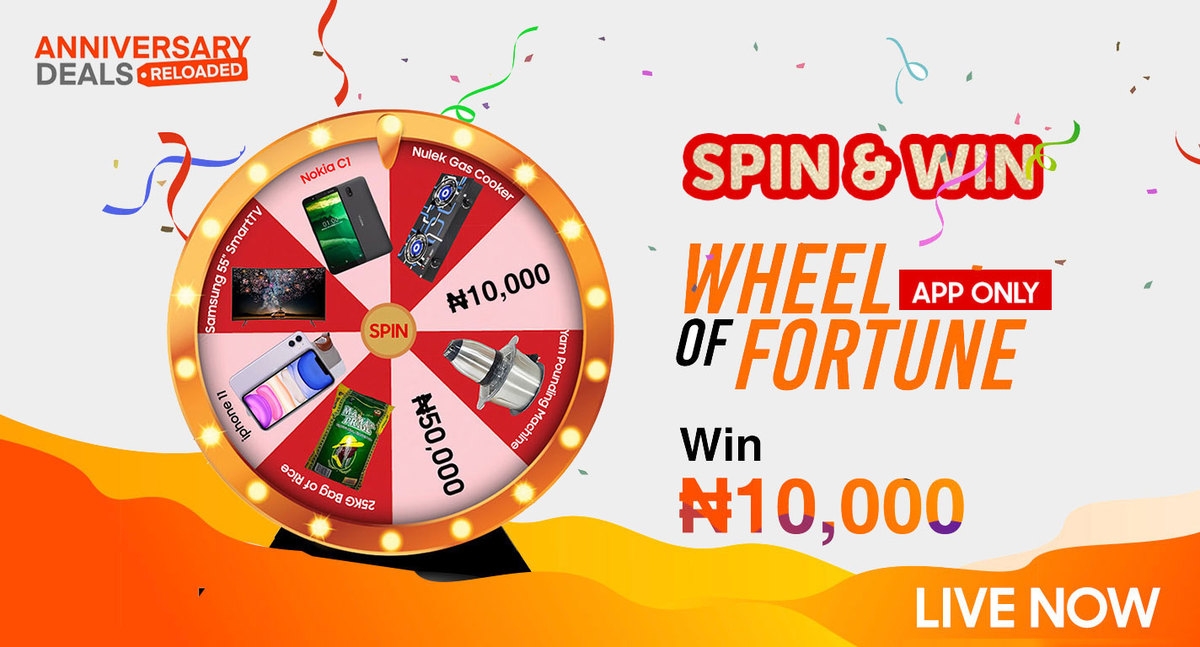 ANNIVERSARY
DEALS • RELOADED
Nokia C1
Nulek Gas Cooker
₦10,000
Yam Pounding Machine
₦50,000
25KG Bag of Rice
Iphone 11
Samsung 55" SmartTV
SPIN
SPIN & WIN
WHEEL
APP ONLY
OF FORTUNE
Win
₦10,000
LIVE NOW